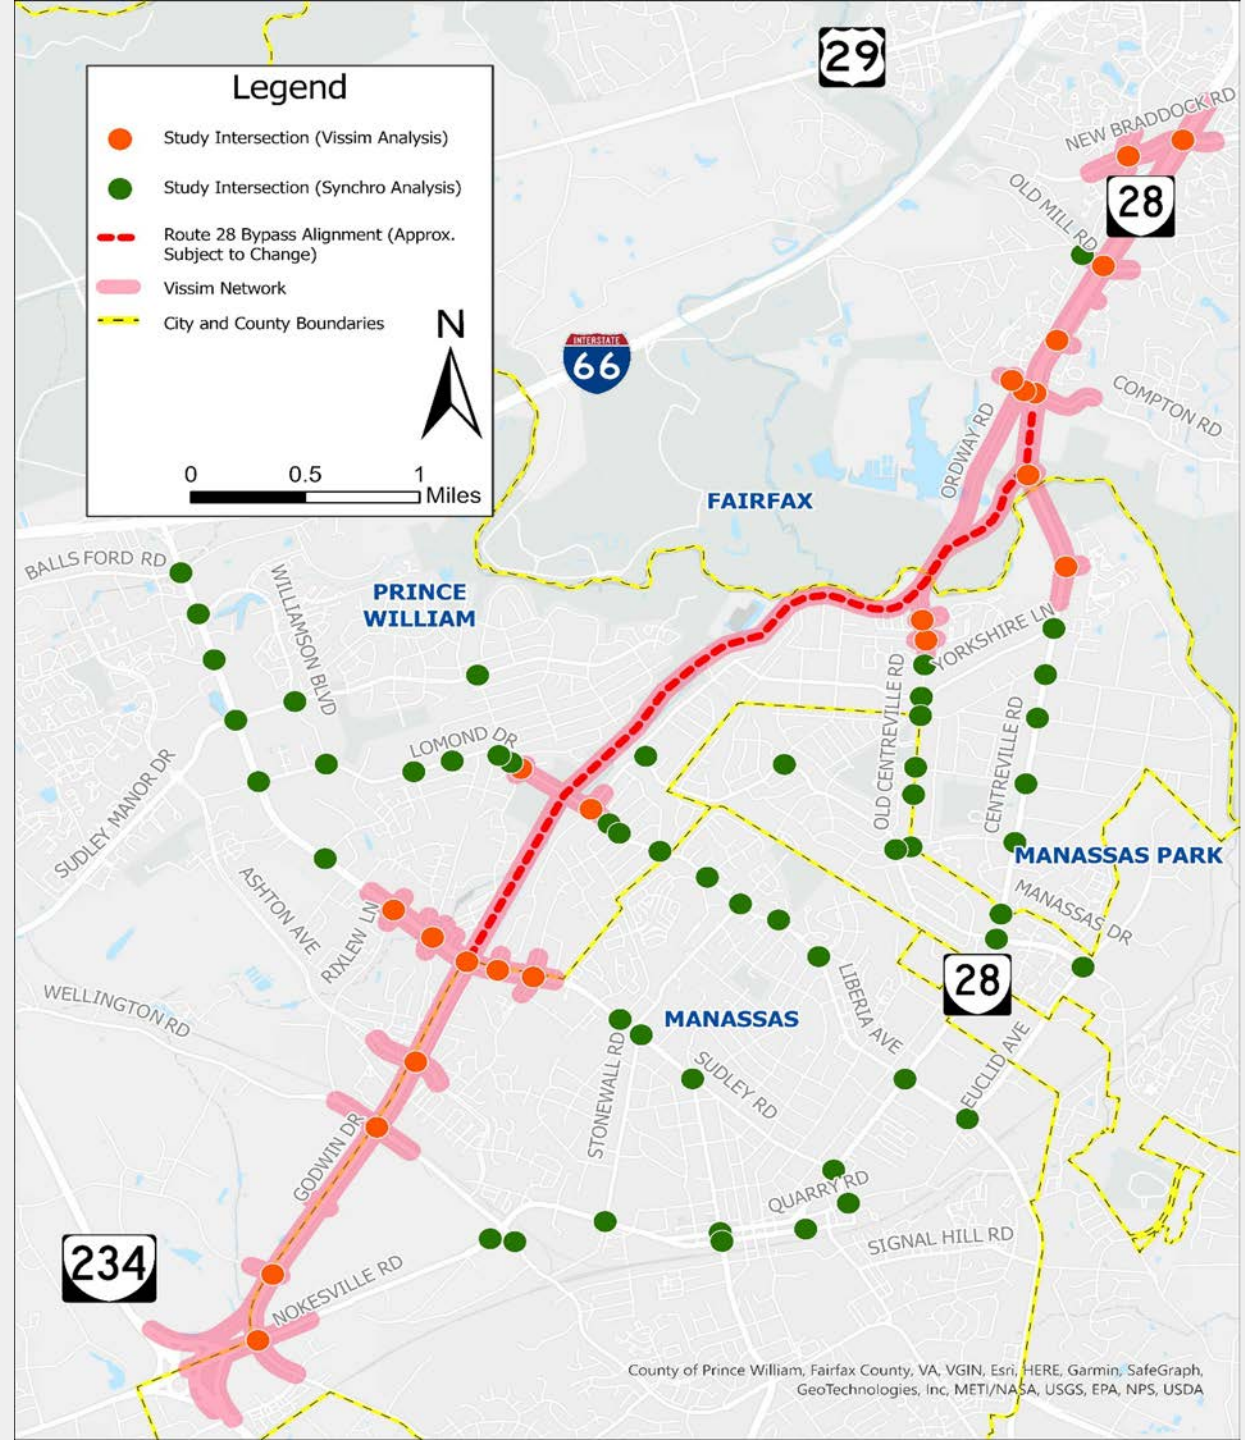 Legend
Study Intersection (Vissim Analysis)
Study Intersection (Synchro Analysis)
Route 28 Bypass Alignment (Approx.
Subject to Change)
Vissim Network
City and County Boundaries
N
0 0.5 1
Miles
29
NEW BRADDOCK RD
28
OLD MILL RD
INTERSTATE
66
COMPTON RD
ORDWAY RD
FAIRFAX
BALLS FORD RD
WILLIAMSON BLVD
PRINCE
WILLIAM
YORKSHIRE LN
OLD CENTREVILLE RD
CENTREVILLE RD
LOMOND DR
SUDLEY MANOR DR
MANASSAS PARK
MANASSAS DR
ASHTON AVE
RIXLEW LN
WELLINGTON RD
LIBERIA AVE
28
MANASSAS
EUCLID AVE
STONEWALL RD
SUDLEY RD
GODWIN DR
QUARRY RD
SIGNAL HILL RD
234
NOKESVILLE RD
County of Prince William, Fairfax County, VA, VGIN, Esri, HERE, Garmin, SafeGraph,
GeoTechnologies, Inc, METI/NASA, USGS, EPA, NPS, USDA